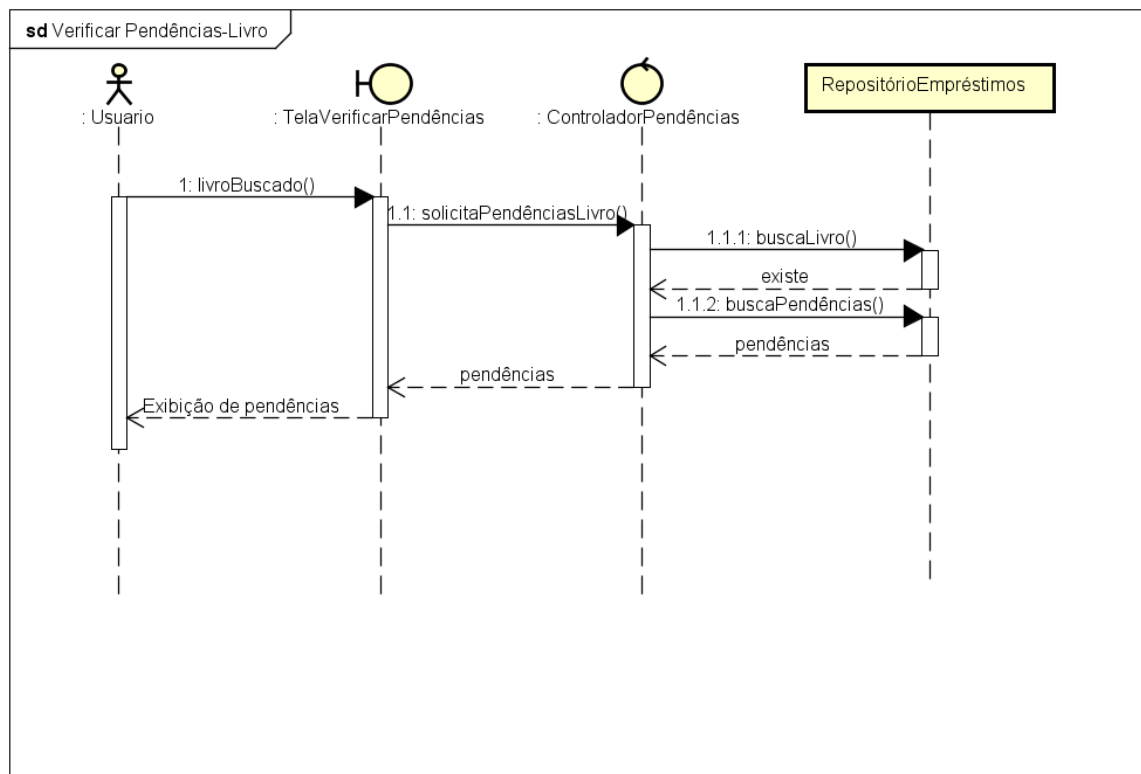 sd Verificar Pendências-Livro
: Usuario
: TelaVerificarPendências
: ControladorPendências
RepositórioEmpréstimos
1: livroBuscado()
1.1: solicitaPendênciasLivro()
1.1.1: buscaLivro()
existe
1.1.2: buscaPendências()
pendências
pendências
Exibição de pendências